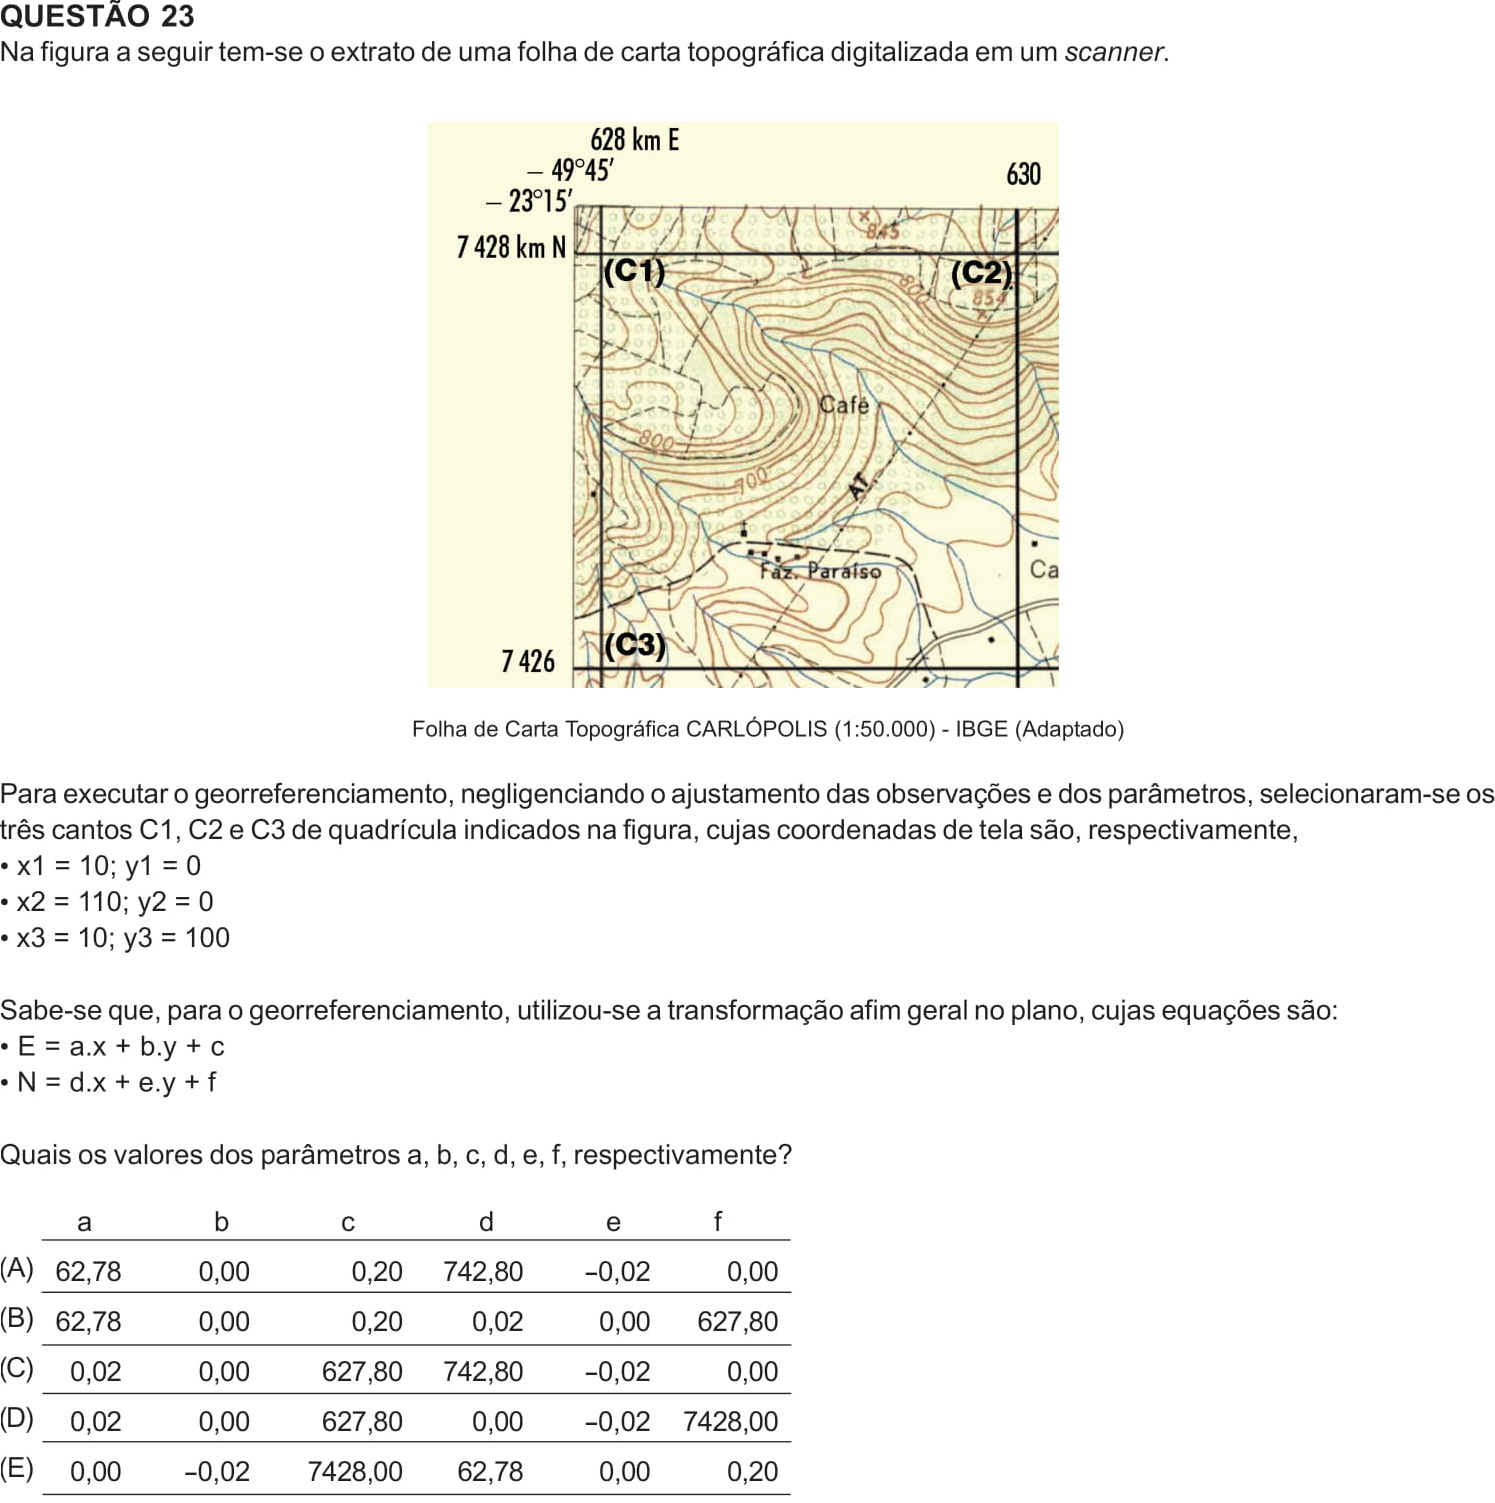 QUESTÃO 23
Na figura a seguir tem-se o extrato de uma folha de carta topográfica digitalizada em um scanner.
628 km E
– 49°45′
630
– 23°15′
845
7 428 km N
(C1)
(C2)
800
854
Café
800
700
AT
Faz. Paraíso
Ca
(C3)
7 426
Folha de Carta Topográfica CARLÓPOLIS (1:50.000) - IBGE (Adaptado)
Para executar o georreferenciamento, negligenciando o ajustamento das observações e dos parâmetros, selecionaram-se os
três cantos C1, C2 e C3 de quadrícula indicados na figura, cujas coordenadas de tela são, respectivamente,
• x1 = 10; y1 = 0
• x2 = 110; y2 = 0
• x3 = 10; y3 = 100
Sabe-se que, para o georreferenciamento, utilizou-se a transformação afim geral no plano, cujas equações são:
• E = a.x + b.y + c
• N = d.x + e.y + f
Quais os valores dos parâmetros a, b, c, d, e, f, respectivamente?
a b c d e f
(A) 62,78 0,00 0,20 742,80 –0,02 0,00
(B) 62,78 0,00 0,20 0,02 0,00 627,80
(C) 0,02 0,00 627,80 742,80 –0,02 0,00
(D) 0,02 0,00 627,80 0,00 –0,02 7428,00
(E) 0,00 –0,02 7428,00 62,78 0,00 0,20